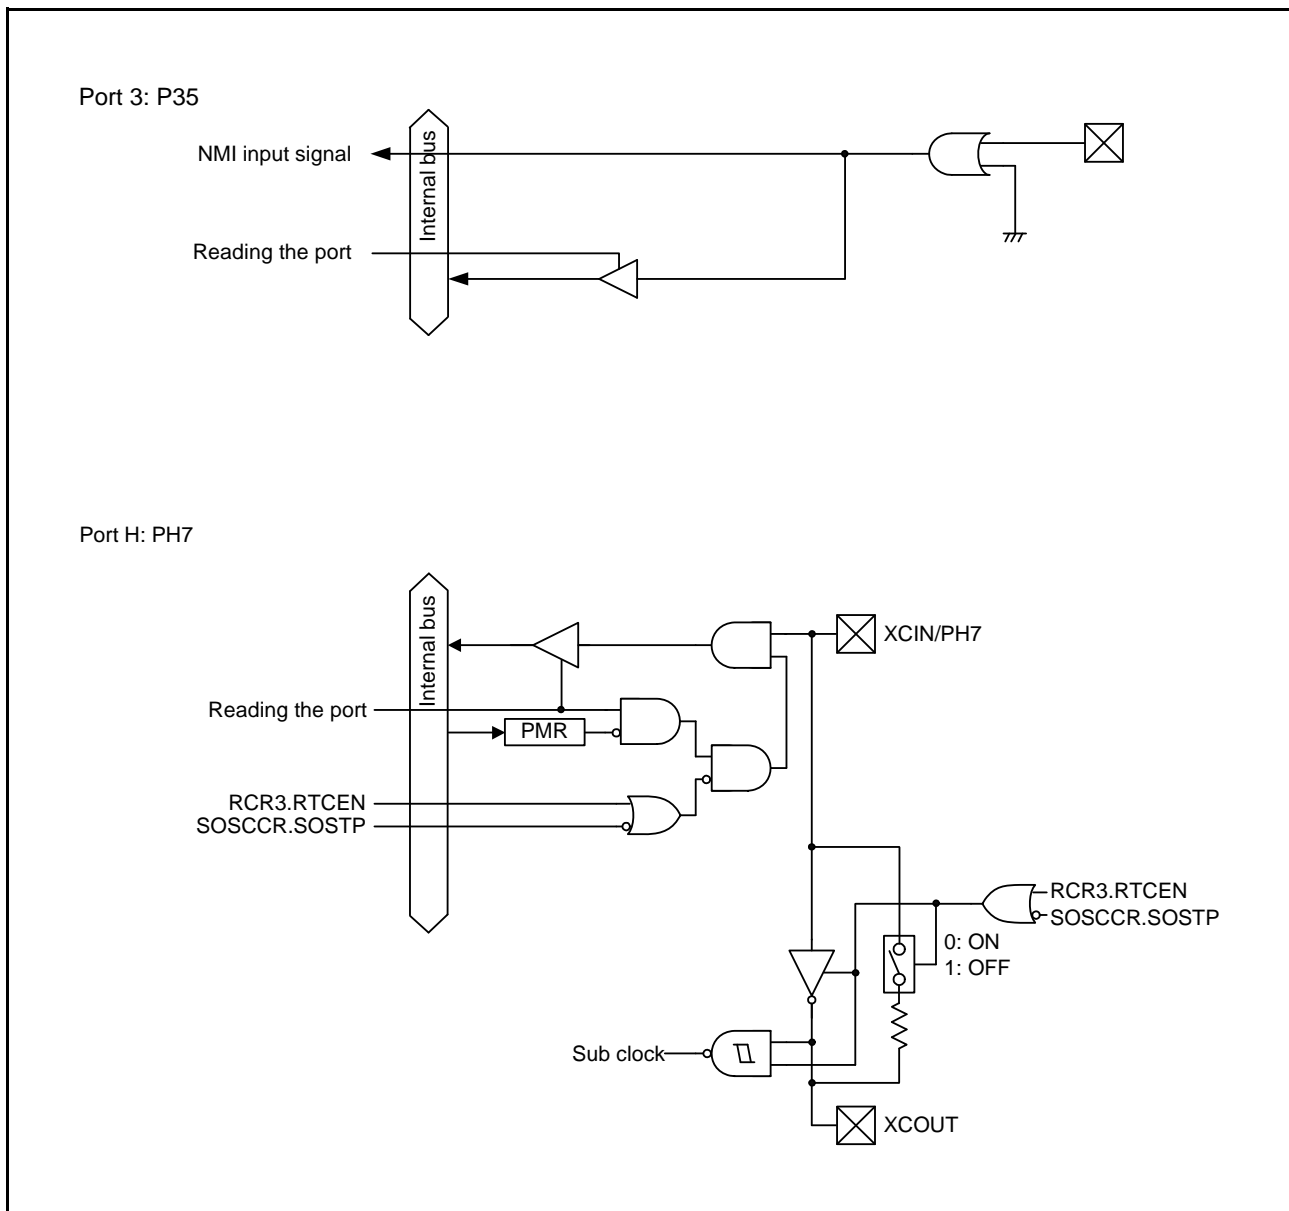 Port 3: P35
NMI input signal
Internal bus
Reading the port
Port H: PH7
Internal bus
XCIN/PH7
Reading the port
PMR
RCR3.RTCEN
SOSCCR.SOSTP
RCR3.RTCEN
SOSCCR.SOSTP
0: ON
1: OFF
Sub clock
XCOUT